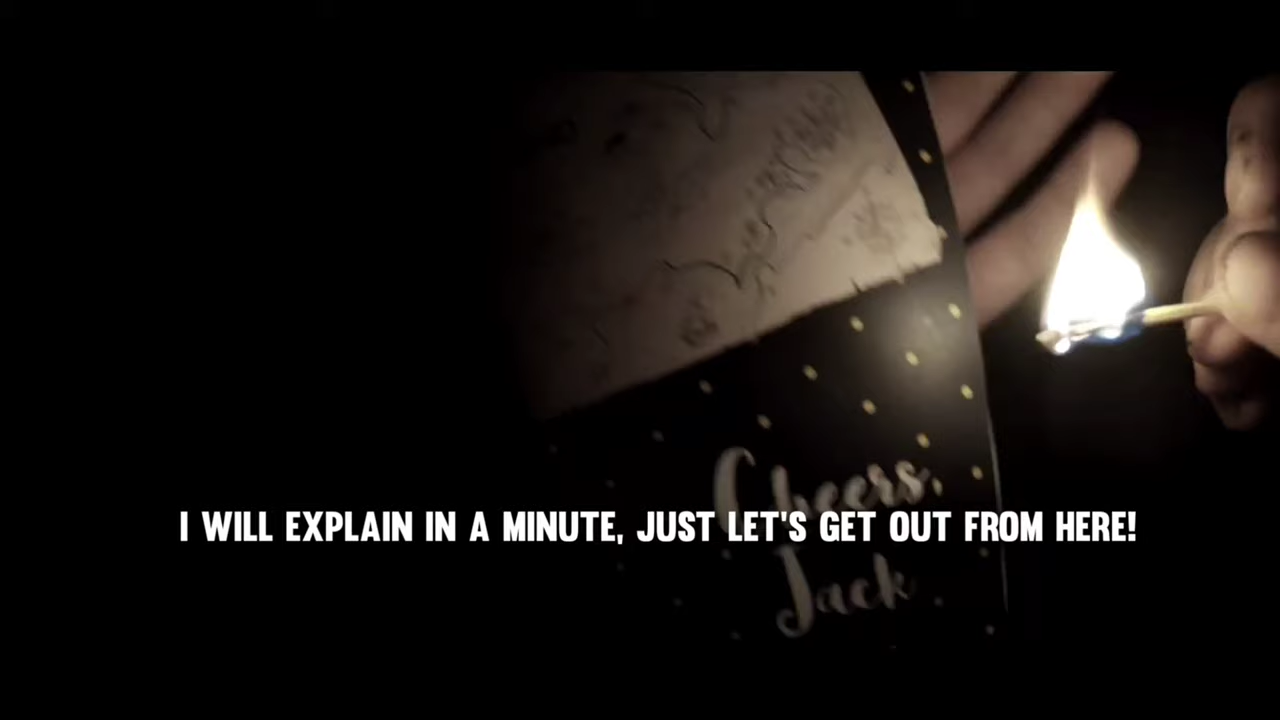 Cheers,
I WILL EXPLAIN IN A MINUTE, JUST LET'S GET OUT FROM HERE!
Jack